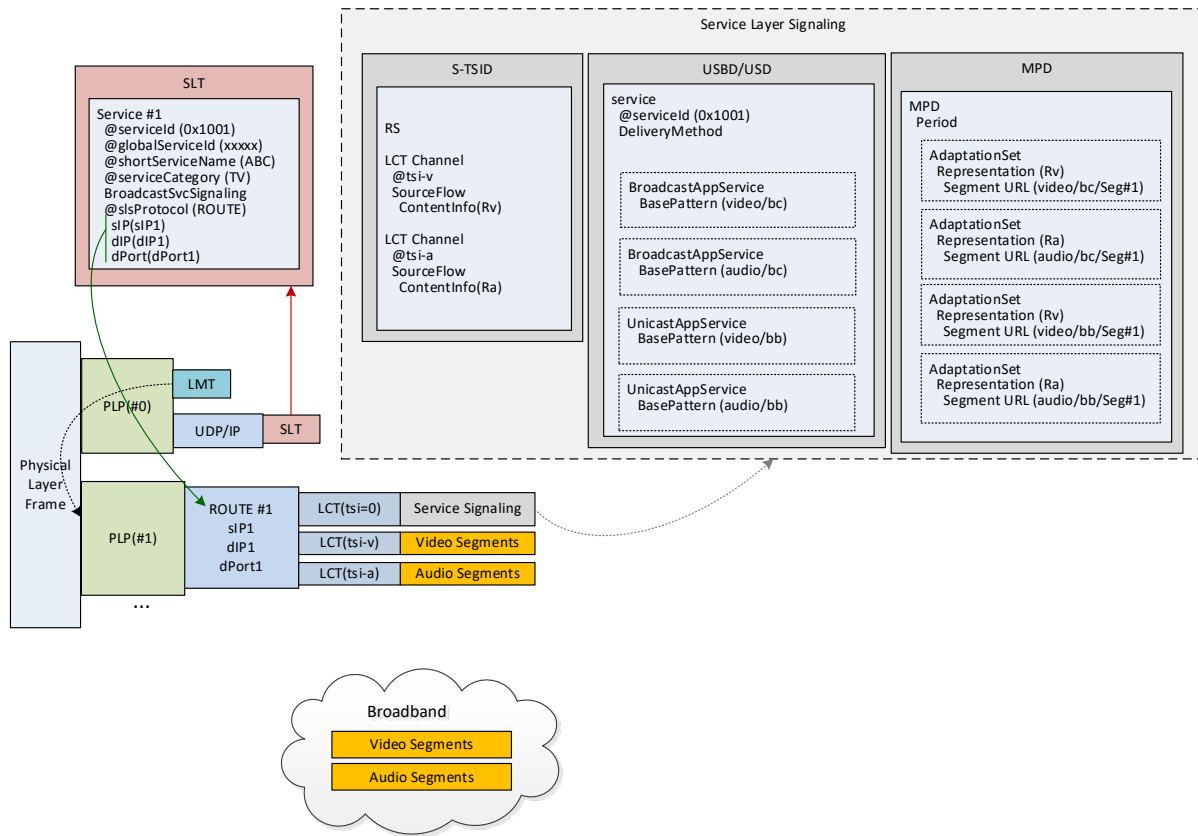 Service Layer Signaling
SLT
Service #1
@serviceId (0x1001)
@globalServiceId (xxxxx)
@shortServiceName (ABC)
@serviceCategory (TV)
BroadcastSvcSignaling
@slsProtocol (ROUTE)
sIP(sIP1)
dIP(dIP1)
dPort(dPort1)
S-TSID
RS
LCT Channel
@tsi-v
SourceFlow
ContentInfo(Rv)
LCT Channel
@tsi-a
SourceFlow
ContentInfo(Ra)
USBD/USD
service
@serviceId (0x1001)
DeliveryMethod
BroadcastAppService
BasePattern (video/bc)
BroadcastAppService
BasePattern (audio/bc)
UnicastAppService
BasePattern (video/bb)
UnicastAppService
BasePattern (audio/bb)
MPD
MPD
Period
AdaptationSet
Representation (Rv)
Segment URL (video/bc/Seg#1)
AdaptationSet
Representation (Ra)
Segment URL (audio/bc/Seg#1)
AdaptationSet
Representation (Rv)
Segment URL (video/bb/Seg#1)
AdaptationSet
Representation (Ra)
Segment URL (audio/bb/Seg#1)
Physical
Layer
Frame
PLP(#0)
LMT
UDP/IP
SLT
PLP(#1)
...
ROUTE #1
sIP1
dIP1
dPort1
LCT(tsi=0)
Service Signaling
LCT(tsi-v)
Video Segments
LCT(tsi-a)
Audio Segments
Broadband
Video Segments
Audio Segments